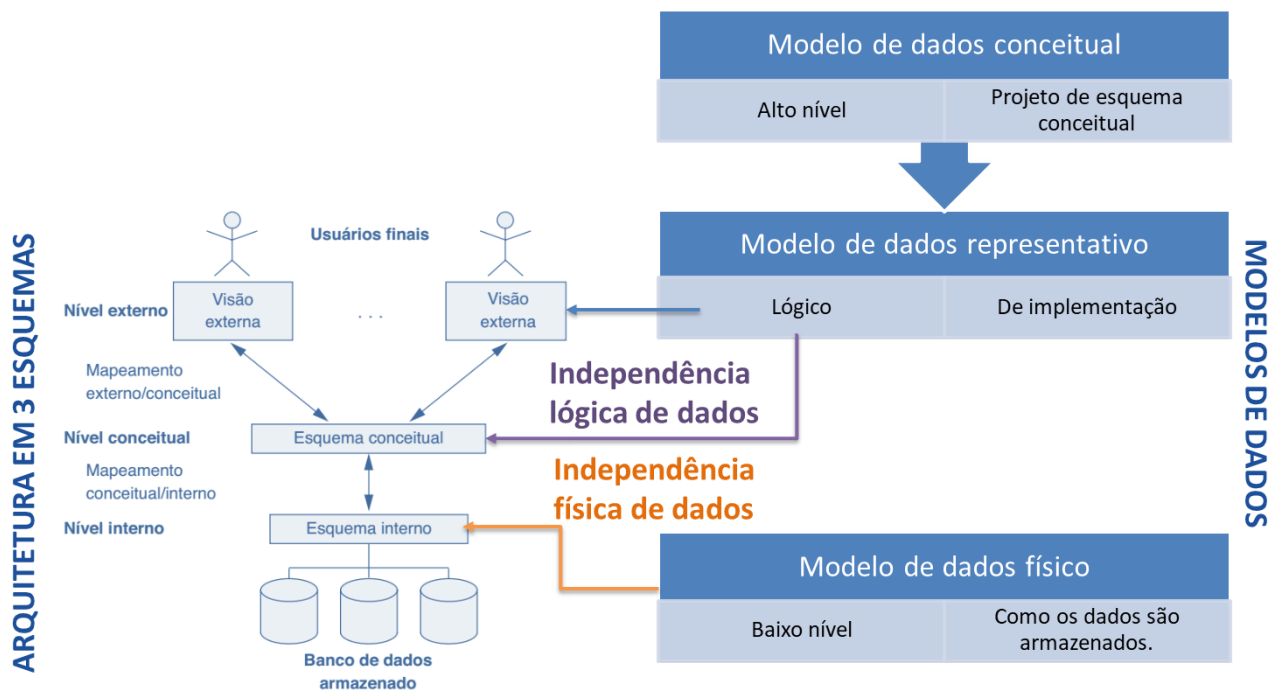 ARQUITETURA EM 3 ESQUEMAS
Usuários finais
Nível externo
Visão
externa
. . .
Visão
externa
Mapeamento
externo/conceitual
Nível conceitual
Esquema conceitual
Mapeamento
conceitual/interno
Nível interno
Esquema interno
Banco de dados
armazenado
Independência
lógica de dados
Independência
física de dados
Modelo de dados conceitual
Alto nível
Projeto de esquema
conceitual
Modelo de dados representativo
Lógico
De implementação
Modelo de dados físico
Baixo nível
Como os dados são
armazenados.
MODELOS DE DADOS